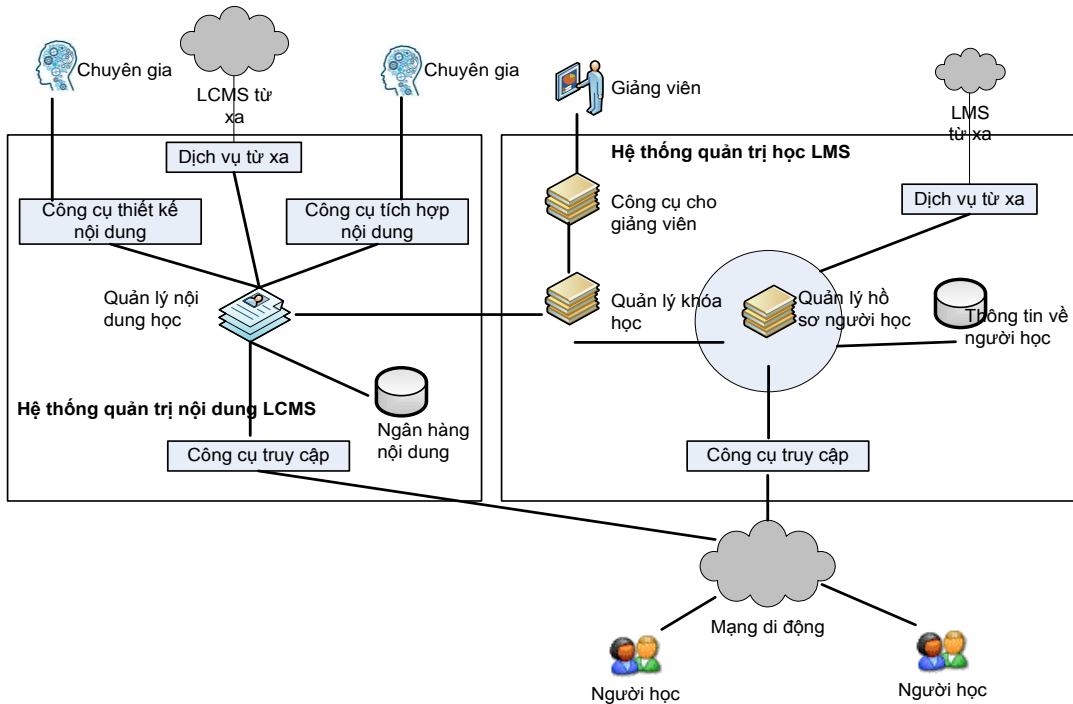 Chuyên gia
LCMS từ
xa
Chuyên gia
Giảng viên
LMS
từ xa
Dịch vụ từ xa
Hệ thống quản trị học LMS
Công cụ thiết kế
nội dung
Công cụ tích hợp
nội dung
Công cụ cho
giảng viên
Dịch vụ từ xa
Quản lý nội
dung học
Quản lý khóa
học
Quản lý hồ
sơ người học
Thông tin về
người học
Hệ thống quản trị nội dung LCMS
Ngân hàng
nội dung
Công cụ truy cập
Công cụ truy cập
Mạng di động
Người học
Người học